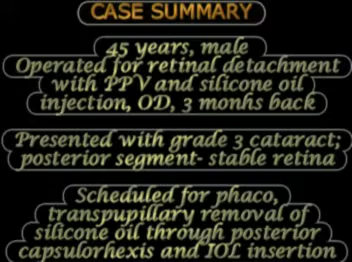 CASE SUMMARY
45 years, male
Operated for retinal detachment
with PPV and silicone oil
injection, OD, 3 monhs back
Presented with grade 3 cataract;
posterior segment- stable retina
Scheduled for phaco,
transpupillary removal of
silicone oil through posterior
capsulorhexis and IOL insertion